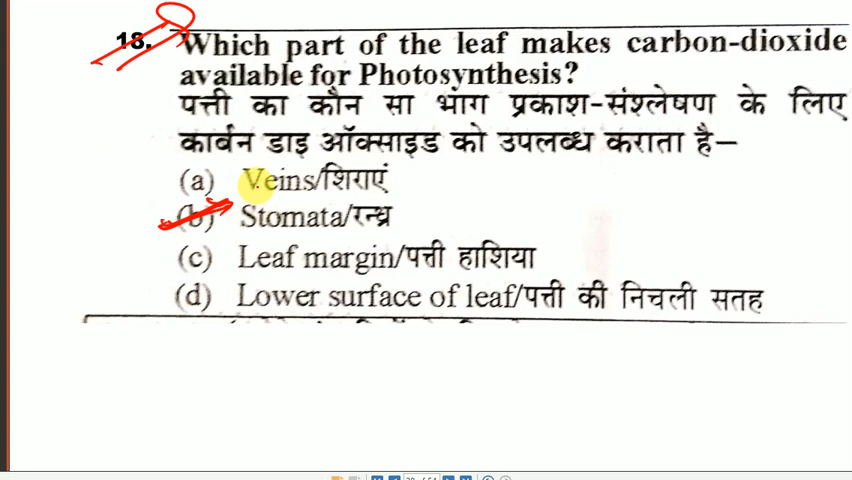 18. Which part of the leaf makes carbon-dioxide
available for Photosynthesis?
पत्ती का कौन सा भाग प्रकाश-संश्लेषण के लिए
कार्बन डाइ ऑक्साइड को उपलब्ध कराता है–
(a) Veins/शिराएं
(b) Stomata/रन्ध्र
(c) Leaf margin/पत्ती हाशिया
(d) Lower surface of leaf/पत्ती की निचली सतह